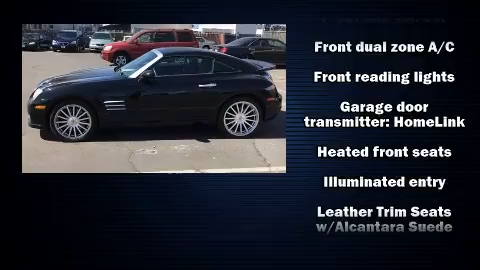 Front dual zone A/C
Front reading lights
Garage door
transmitter: HomeLink
Heated front seats
Illuminated entry
Leather Trim Seats
w/Alcantara Suede